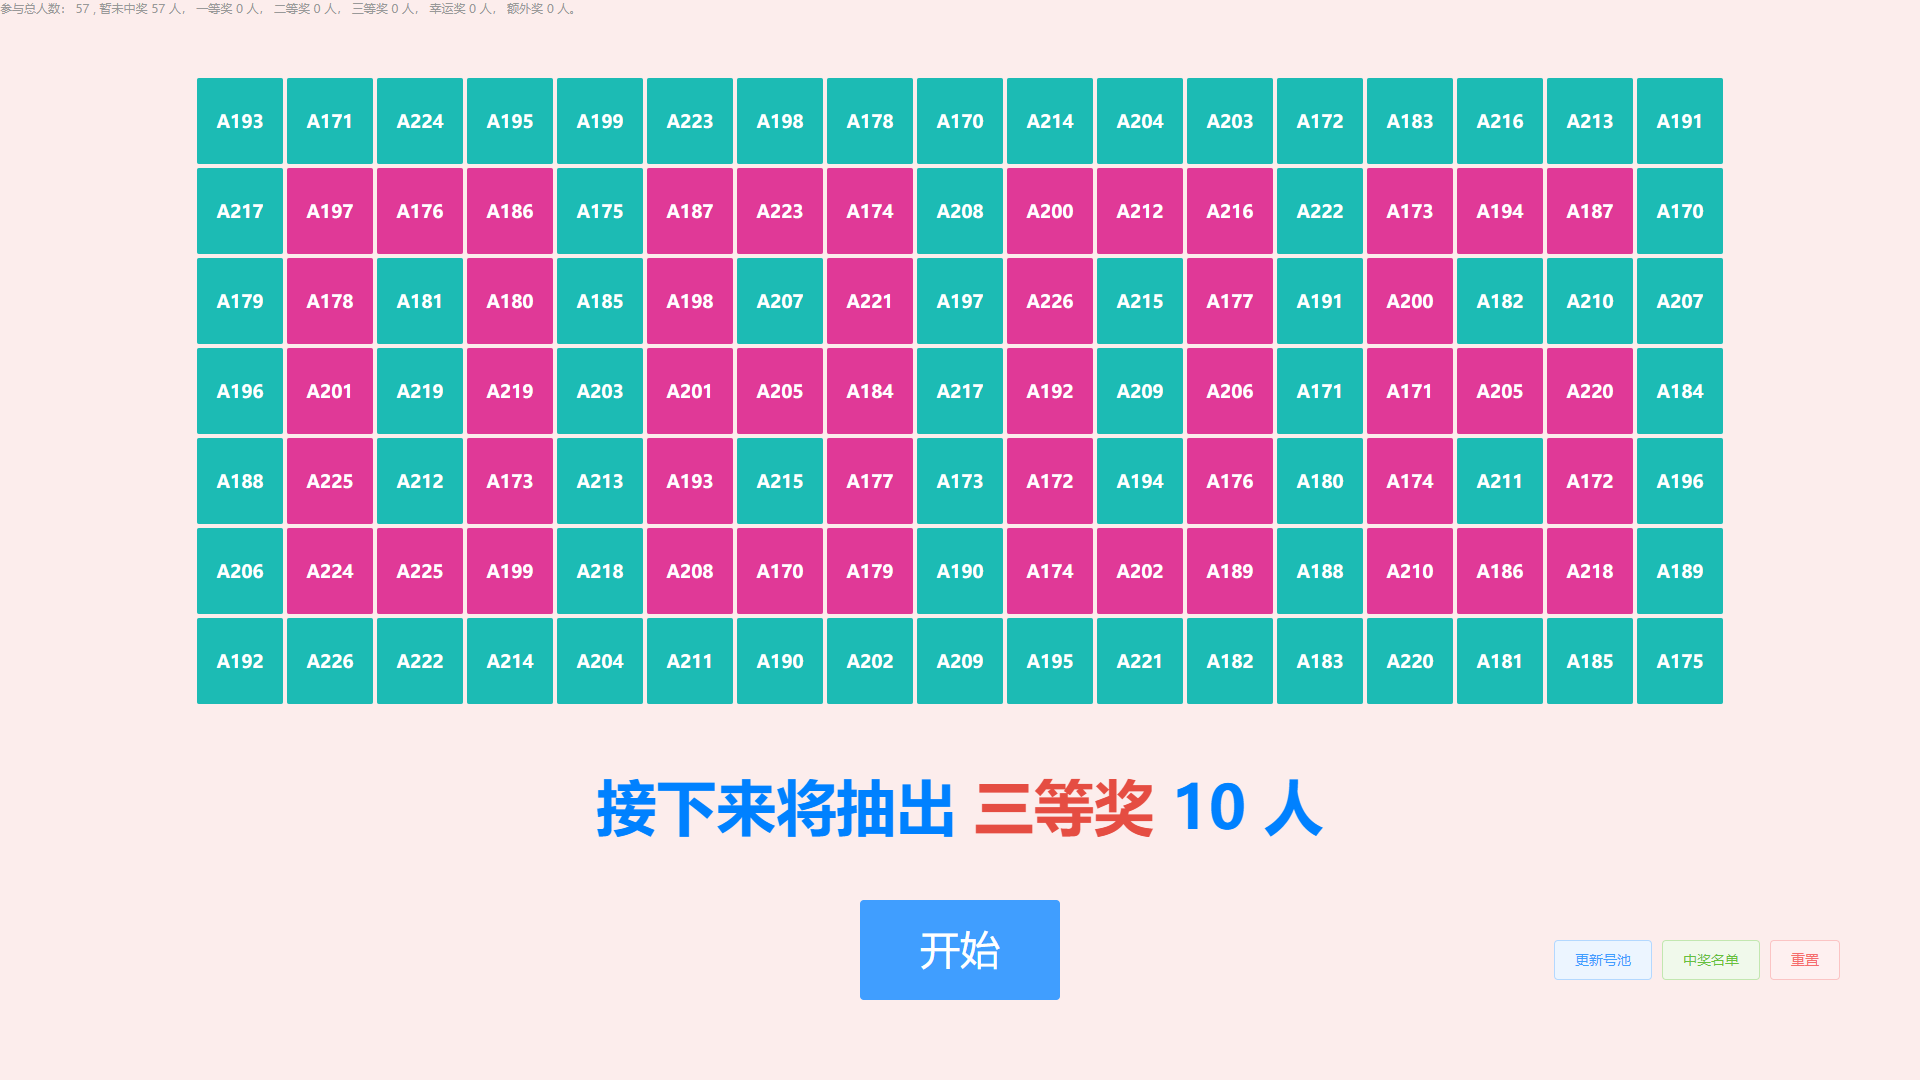 参与总人数： 57 , 暂未中奖 57 人， 一等奖 0 人， 二等奖 0 人， 三等奖 0 人， 幸运奖 0 人， 额外奖 0 人。
A193 A171 A224 A195 A199 A223 A198 A178 A170 A214 A204 A203 A172 A183 A216 A213 A191
A217 A197 A176 A186 A175 A187 A223 A174 A208 A200 A212 A216 A222 A173 A194 A187 A170
A179 A178 A181 A180 A185 A198 A207 A221 A197 A226 A215 A177 A191 A200 A182 A210 A207
A196 A201 A219 A219 A203 A201 A205 A184 A217 A192 A209 A206 A171 A171 A205 A220 A184
A188 A225 A212 A173 A213 A193 A215 A177 A173 A172 A194 A176 A180 A174 A211 A172 A196
A206 A224 A225 A199 A218 A208 A170 A179 A190 A174 A202 A189 A188 A210 A186 A218 A189
A192 A226 A222 A214 A204 A211 A190 A202 A209 A195 A221 A182 A183 A220 A181 A185 A175
接下来将抽出 三等奖 10 人
开始
更新号池 中奖名单 重置